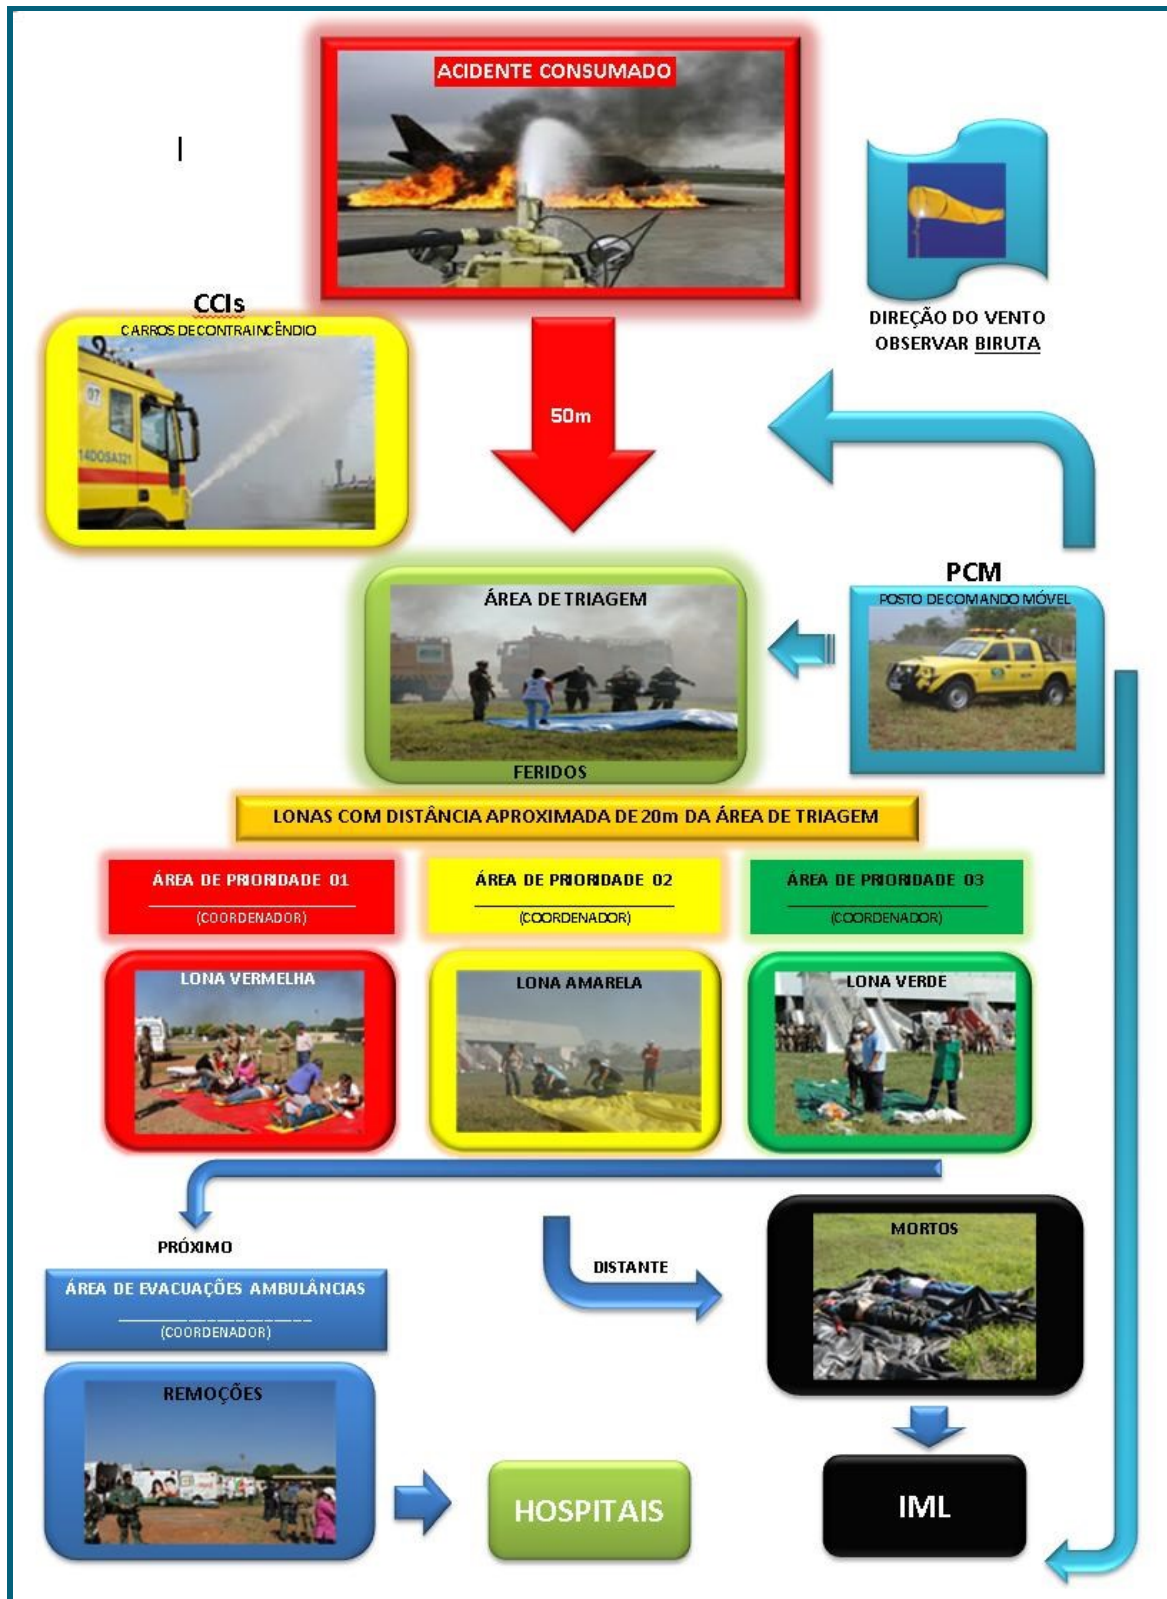 ACIDENTE CONSUMADO
CCIs
CARROS DE CONTRAINCÊNDIO
97
14DOSA321
DIREÇÃO DO VENTO
OBSERVAR BIRUTA
50m
ÁREA DE TRIAGEM
FERIDOS
PCM
POSTO DE COMANDO MÓVEL
LONAS COM DISTÂNCIA APROXIMADA DE 20m DA ÁREA DE TRIAGEM
ÁREA DE PRIORIDADE 01
(COORDENADOR)
ÁREA DE PRIORIDADE 02
(COORDENADOR)
ÁREA DE PRIORIDADE 03
(COORDENADOR)
LONA VERMELHA
LONA AMARELA
LONA VERDE
PRÓXIMO
ÁREA DE EVACUAÇÕES AMBULÂNCIAS
(COORDENADOR)
REMOÇÕES
DISTANTE
MORTOS
HOSPITAIS
IML